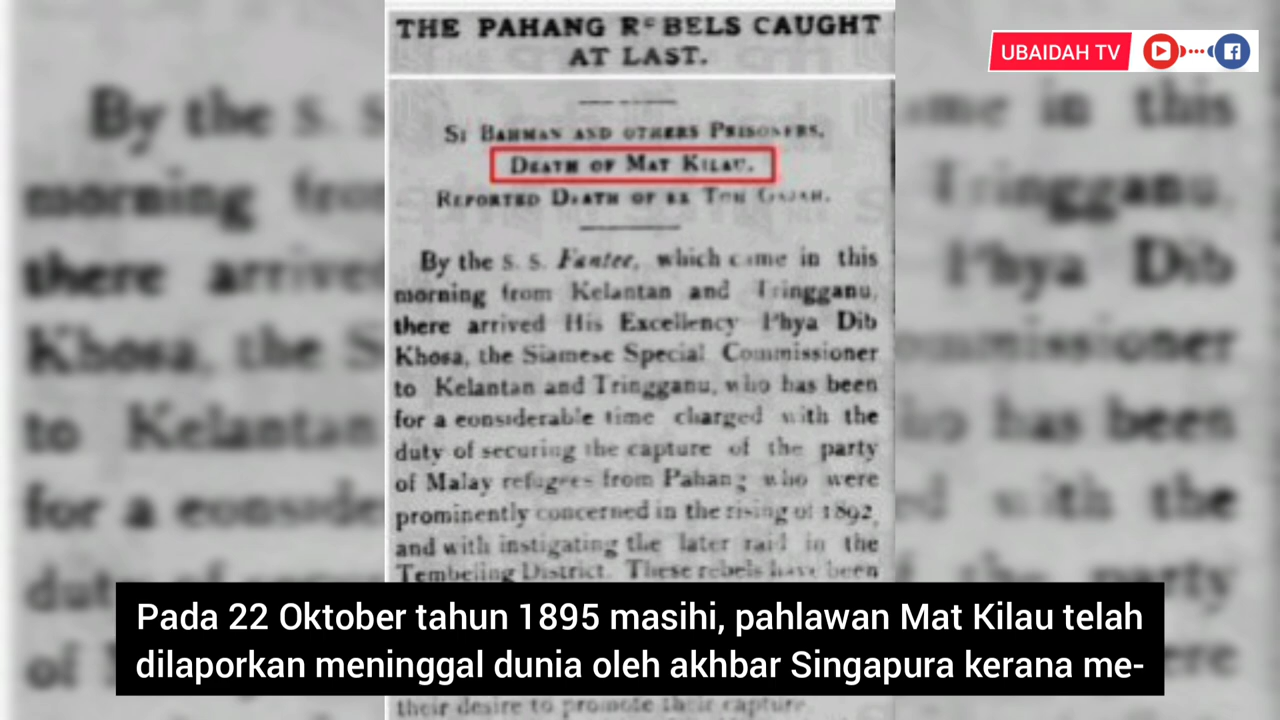 THE PAHANG REBELS CAUGHT
AT LAST.
UBAIDAH TV
SI BAHMAN AND OTHERS PRISONERS.
DEATH OF MAT KILAU.
REPORTED DEATH OF EX TOH GAJAH.
By the S. S. Fantee, which came in this
morning from Kelantan and Tringganu,
there arrived His Excellency Phya Dib
Khosa, the Siamese Special Commissioner
to Kelantan and Tringganu, who has been
for a considerable time charged with the
duty of securing the capture of the party
of Malay refugees from Pahang who were
prominently concerned in the rising of 1892,
and with instigating the later raid in the
Tembeling District. These rebels have been
Pada 22 Oktober tahun 1895 masihi, pahlawan Mat Kilau telah
dilaporkan meninggal dunia oleh akhbar Singapura kerana me-
their desire to promote their capture.